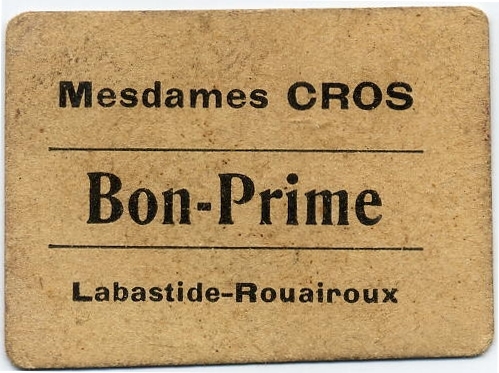 Mesdames CROS
Bon-Prime
Labastide-Rouairoux